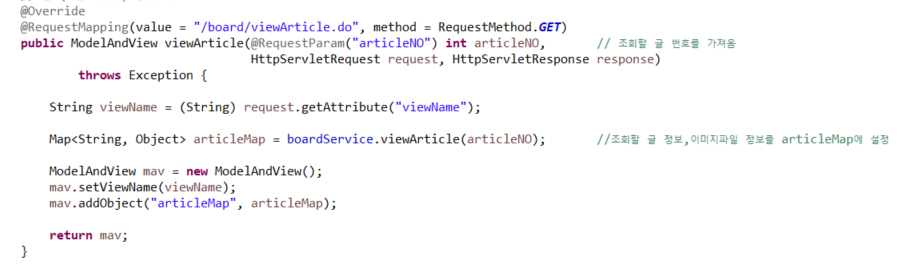 @Override
@RequestMapping(value = "/board/viewArticle.do", method = RequestMethod.GET)
public ModelAndView viewArticle(@RequestParam("articleNO") int articleNO, // 조회할 글 번호를 가져옴
HttpServletRequest request, HttpServletResponse response)
throws Exception {
String viewName = (String) request.getAttribute("viewName");
Map<String, Object> articleMap = boardService.viewArticle(articleNO); //조회할 글 정보,이미지파일 정보를 articleMap에 설정
ModelAndView mav = new ModelAndView();
mav.setViewName(viewName);
mav.addObject("articleMap", articleMap);
return mav;
}